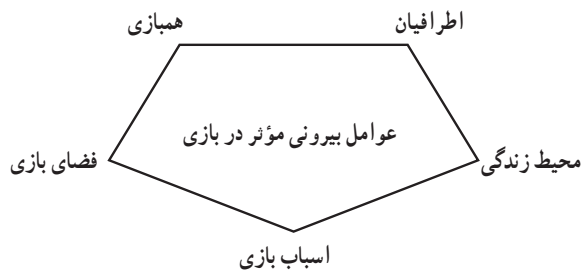 اطرافیان
همبازی
عوامل بیرونی مؤثر در بازی
محیط زندگی
فضای بازی
اسباب بازی